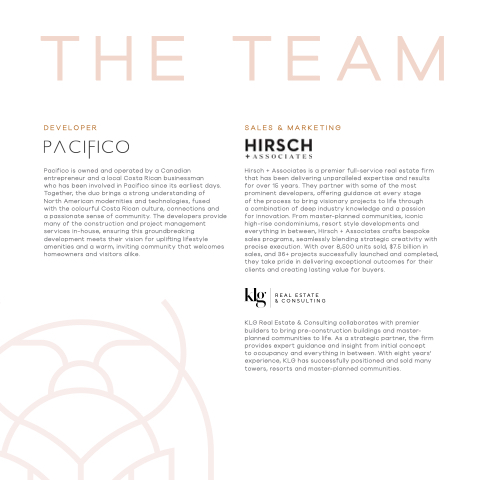 THE TEAM
DEVELOPER
PACIFICO
Pacifico is owned and operated by a Canadian
entrepreneur and a local Costa Rican businessman
who has been involved in Pacifico since its earliest days.
Together, the duo brings a strong understanding of
North American modernities and technologies, fused
with the colourful Costa Rican culture, connections and
a passionate sense of community. The developers provide
many of the construction and project management
services in-house, ensuring this groundbreaking
development meets their vision for uplifting lifestyle
amenities and a warm, inviting community that welcomes
homeowners and visitors alike.
SALES & MARKETING
HIRSCH
+ ASSOCIATES
Hirsch + Associates is a premier full-service real estate firm
that has been delivering unparalleled expertise and results
for over 15 years. They partner with some of the most
prominent developers, offering guidance at every stage
of the process to bring visionary projects to life through
a combination of deep industry knowledge and a passion
for innovation. From master-planned communities, iconic
high-rise condominiums, resort style developments and
everything in between, Hirsch + Associates crafts bespoke
sales programs, seamlessly blending strategic creativity with
precise execution. With over 8,500 units sold, $7.5 billion in
sales, and 36+ projects successfully launched and completed,
they take pride in delivering exceptional outcomes for their
clients and creating lasting value for buyers.
klg REAL ESTATE
& CONSULTING
KLG Real Estate & Consulting collaborates with premier
builders to bring pre-construction buildings and master-
planned communities to life. As a strategic partner, the firm
provides expert guidance and insight from initial concept
to occupancy and everything in between. With eight years'
experience, KLG has successfully positioned and sold many
towers, resorts and master-planned communities.